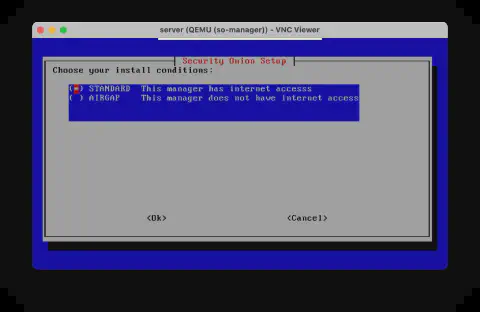 server (QEMU (so-manager)) - VNC Viewer
Security Onion Setup
Choose your install conditions:
(*) STANDARD This manager has internet accesss
( ) AIRGAP This manager does not have internet access
<Ok> <Cancel>